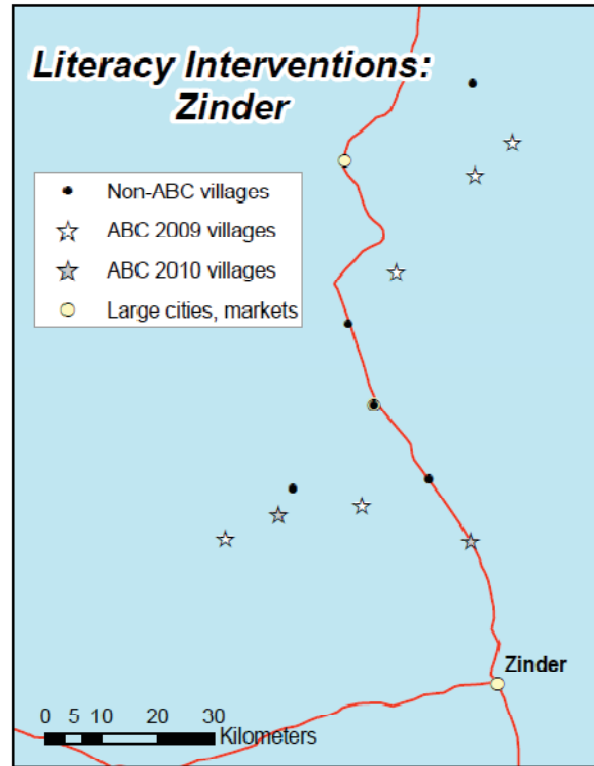 Literacy Interventions:
Zinder
Non-ABC villages
ABC 2009 villages
ABC 2010 villages
Large cities, markets
Zinder
0 5 10 20 30
Kilometers